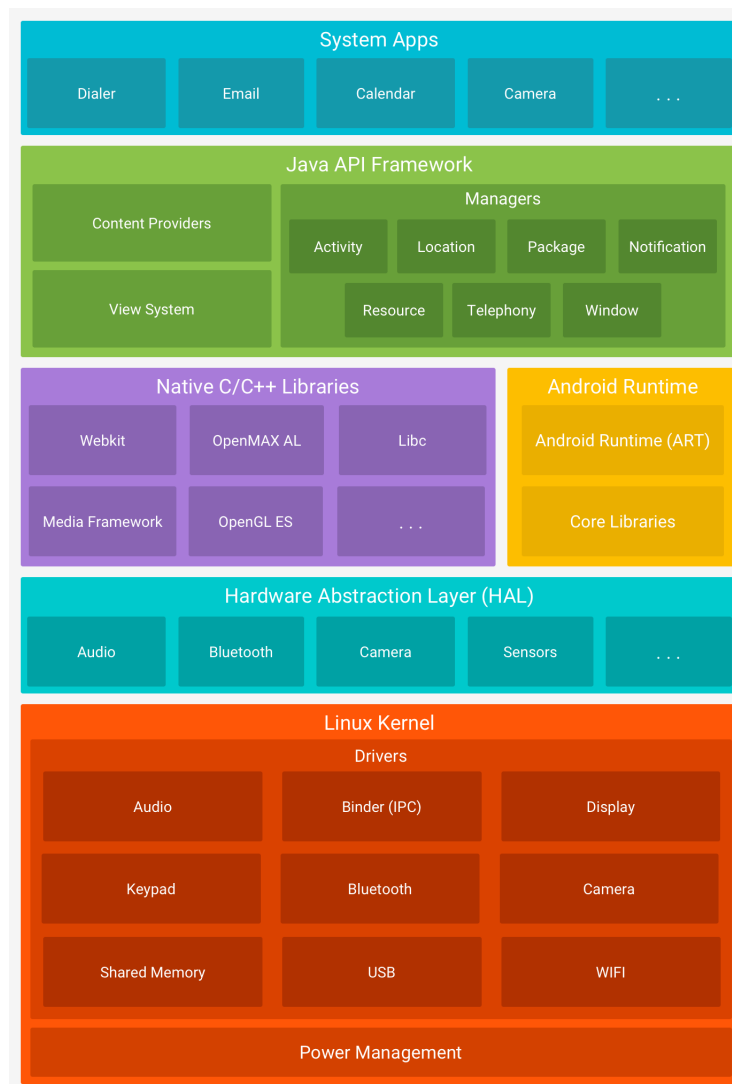 System Apps
Dialer
Email
Calendar
Camera
. . .
Java API Framework
Content Providers
View System
Managers
Activity
Location
Package
Notification
Resource
Telephony
Window
Native C/C++ Libraries
Webkit
OpenMAX AL
Libc
Media Framework
OpenGL ES
. . .
Android Runtime
Android Runtime (ART)
Core Libraries
Hardware Abstraction Layer (HAL)
Audio
Bluetooth
Camera
Sensors
. . .
Linux Kernel
Drivers
Audio
Binder (IPC)
Display
Keypad
Bluetooth
Camera
Shared Memory
USB
WIFI
Power Management